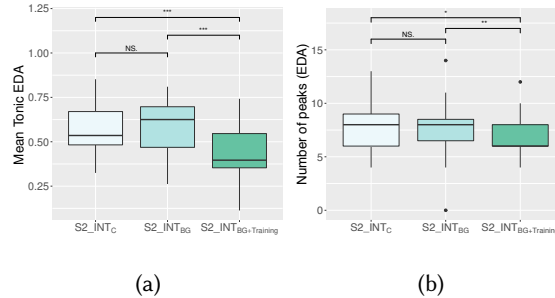 Mean Tonic EDA
1.25
1.00
0.75
0.50
0.25
***
***
NS.
S2_INT_C
S2_INT_BG
S2_INT_BG+Training
(a)
Number of peaks (EDA)
15
10
5
0
*
**
NS.
S2_INT_C
S2_INT_BG
S2_INT_BG+Trainin
(b)